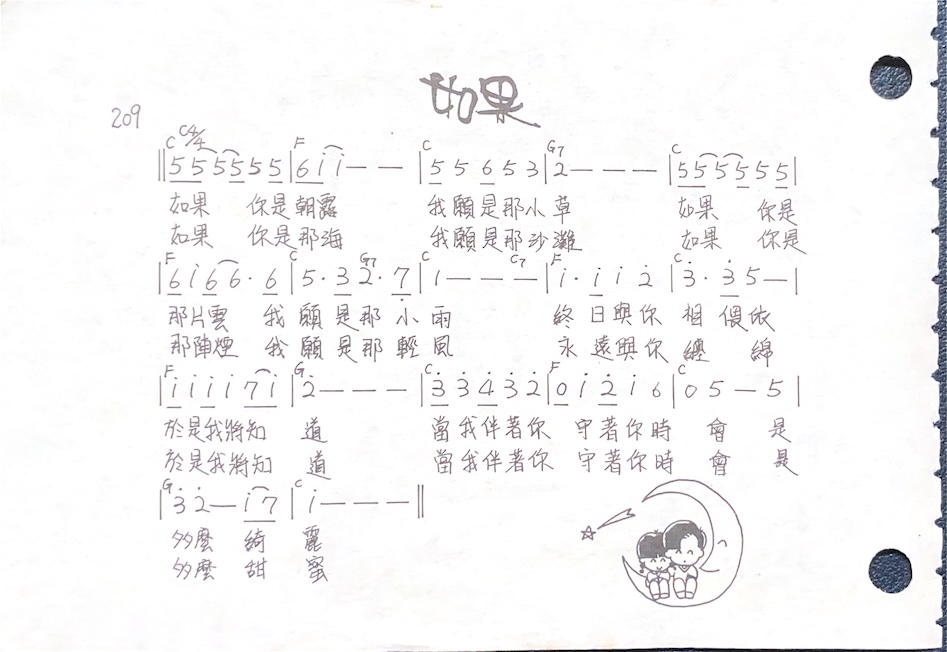 如果
209
C C4/4 F C G7 C
5 5 5 5 5 5 | 6 i i — — | 5 5 6 5 3 | 2 — — — | 5 5 5 5 5 5 |
如果 你是朝露 我願是那小草 如果 你是
如果 你是那海 我願是那沙灘 如果 你是
F C G7 C C7 F C
6 i 6 6 · 6 | 5 · 3 2 · 7 | 1 — — — | i · i i 2 | 3 · 3 5 — |
那片雲 我願是那小雨 終日與你 相偎依
那陣煙 我願是那輕風 永遠與你 纏綿
F G C F C
i i i i 7 i | 2 — — — | 3 3 4 3 2 | 0 i 2 i 6 | 0 5 — 5 |
於是我將知 道 當我伴著你 守著你時 會 是
於是我將知 道 當我伴著你 守著你時 會 是
G C
3 2 — i 7 | i — — — ‖
多麼 綺 麗
多麼 甜 蜜